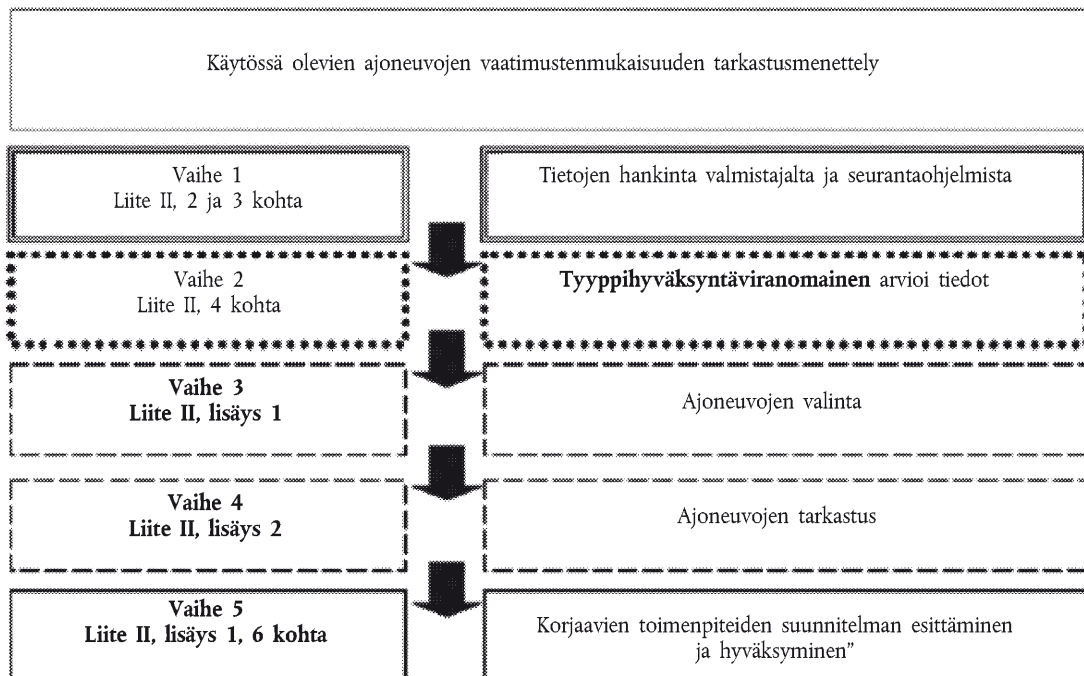 Käytössä olevien ajoneuvojen vaatimustenmukaisuuden tarkastusmenettely
Vaihe 1
Liite II, 2 ja 3 kohta
Tietojen hankinta valmistajalta ja seurantaohjelmista
Vaihe 2
Liite II, 4 kohta
Tyyppihyväksyntäviranomainen arvioi tiedot
Vaihe 3
Liite II, lisäys 1
Ajoneuvojen valinta
Vaihe 4
Liite II, lisäys 2
Ajoneuvojen tarkastus
Vaihe 5
Liite II, lisäys 1, 6 kohta
Korjaavien toimenpiteiden suunnitelman esittäminen
ja hyväksyminen”